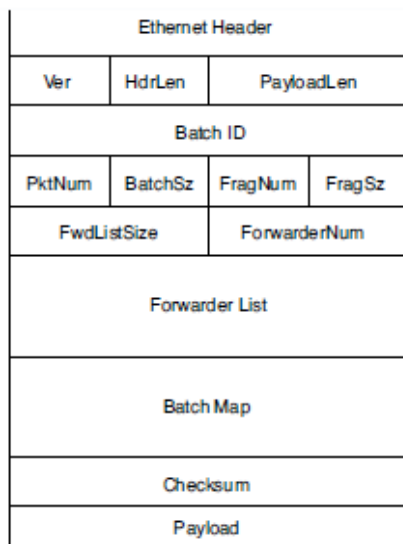 Ethernet Header
Ver HdrLen PayloadLen
Batch ID
PktNum BatchSz FragNum FragSz
FwdListSize ForwarderNum
Forwarder List
Batch Map
Checksum
Payload